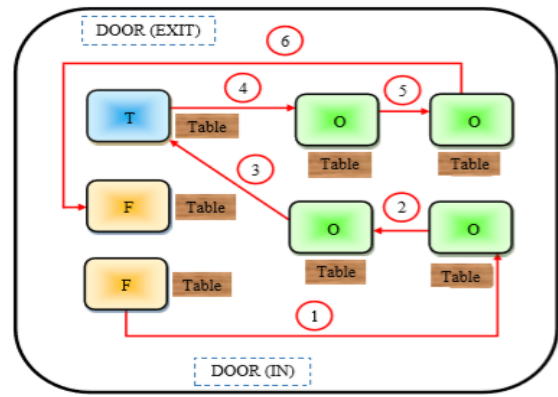 DOOR (EXIT)
6
4
5
T
Table
O
O
Table
Table
3
F
Table
2
O
O
Table
Table
F
Table
1
DOOR (IN)